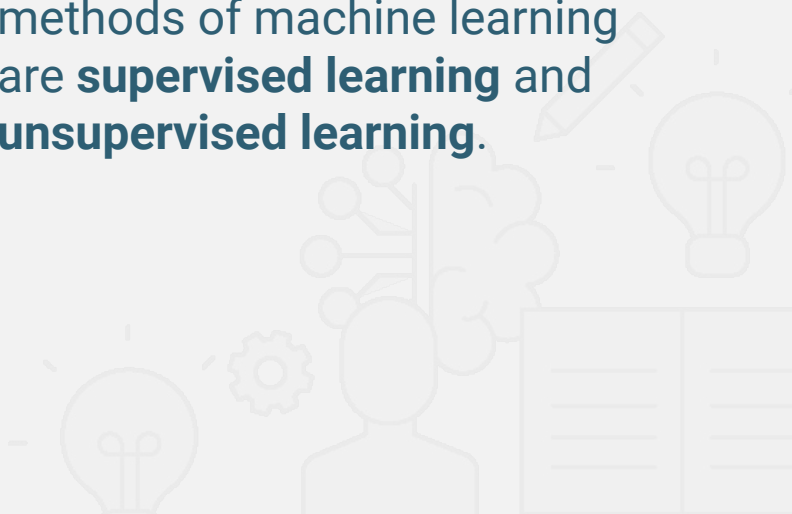 methods of machine learning
are supervised learning and
unsupervised learning.